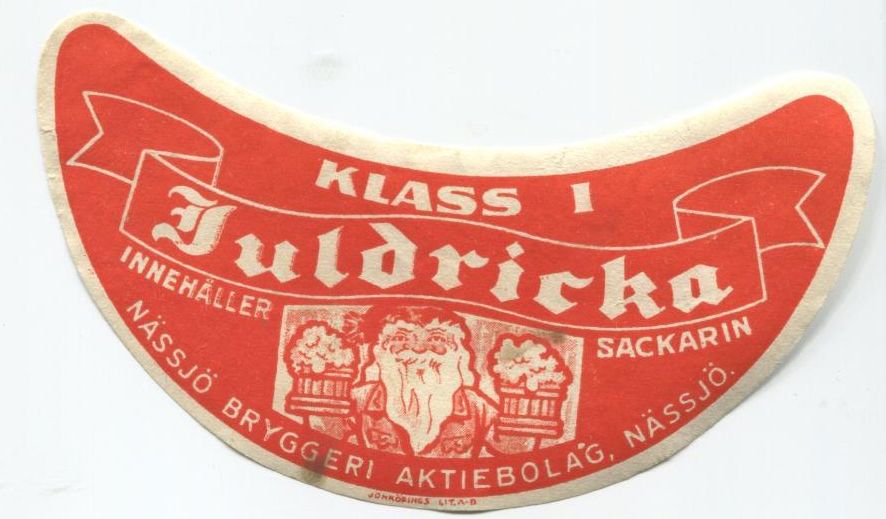 KLASS I
Juldricka
INNEHÅLLER SACKARIN
NÄSSJÖ BRYGGERI AKTIEBOLAG, NÄSSJÖ.
JÖNKÖPINGS LIT. A-B